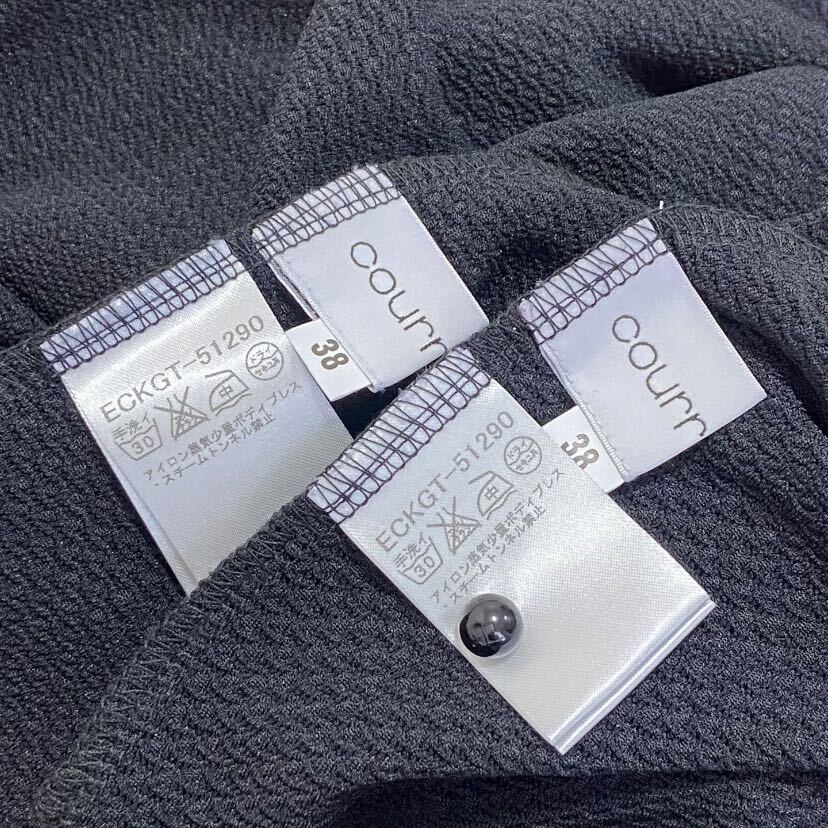 courr
38
ECKGT-51290
手洗イ
30
中
ドライ
セキユ系
アイロン蒸気少量ボディプレス
・スチームトンネル禁止
courr
38
ECKGT-51290
手洗イ
30
中
ドライ
セキユ系
アイロン蒸気少量ボディプレス
・スチームトンネル禁止